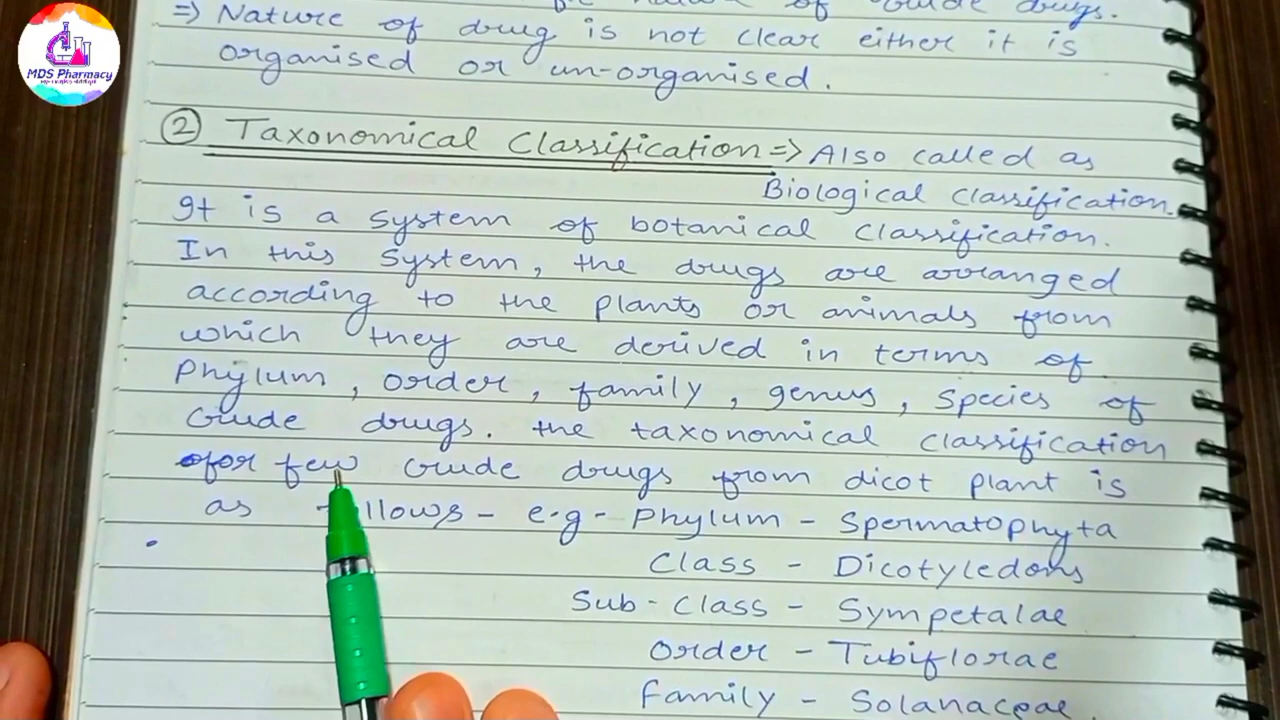 of crude drugs.
=> Nature of drug is not clear either it is
organised or un-organised.
MDS Pharmacy
② Taxonomical Classification => Also called as
Biological Classification.
It is a system of botanical classification.
In this system, the drugs are arranged
according to the plants or animals from
which they are derived in terms of
Phylum, order, family, genus, species of
crude drugs. the taxonomical classification
for few crude drugs from dicot plant is
as follows - e.g - Phylum - Spermatophyta
Class - Dicotyledons
Sub-Class - Sympetalae
Order - Tubiflorae
Family - Solanaceae.